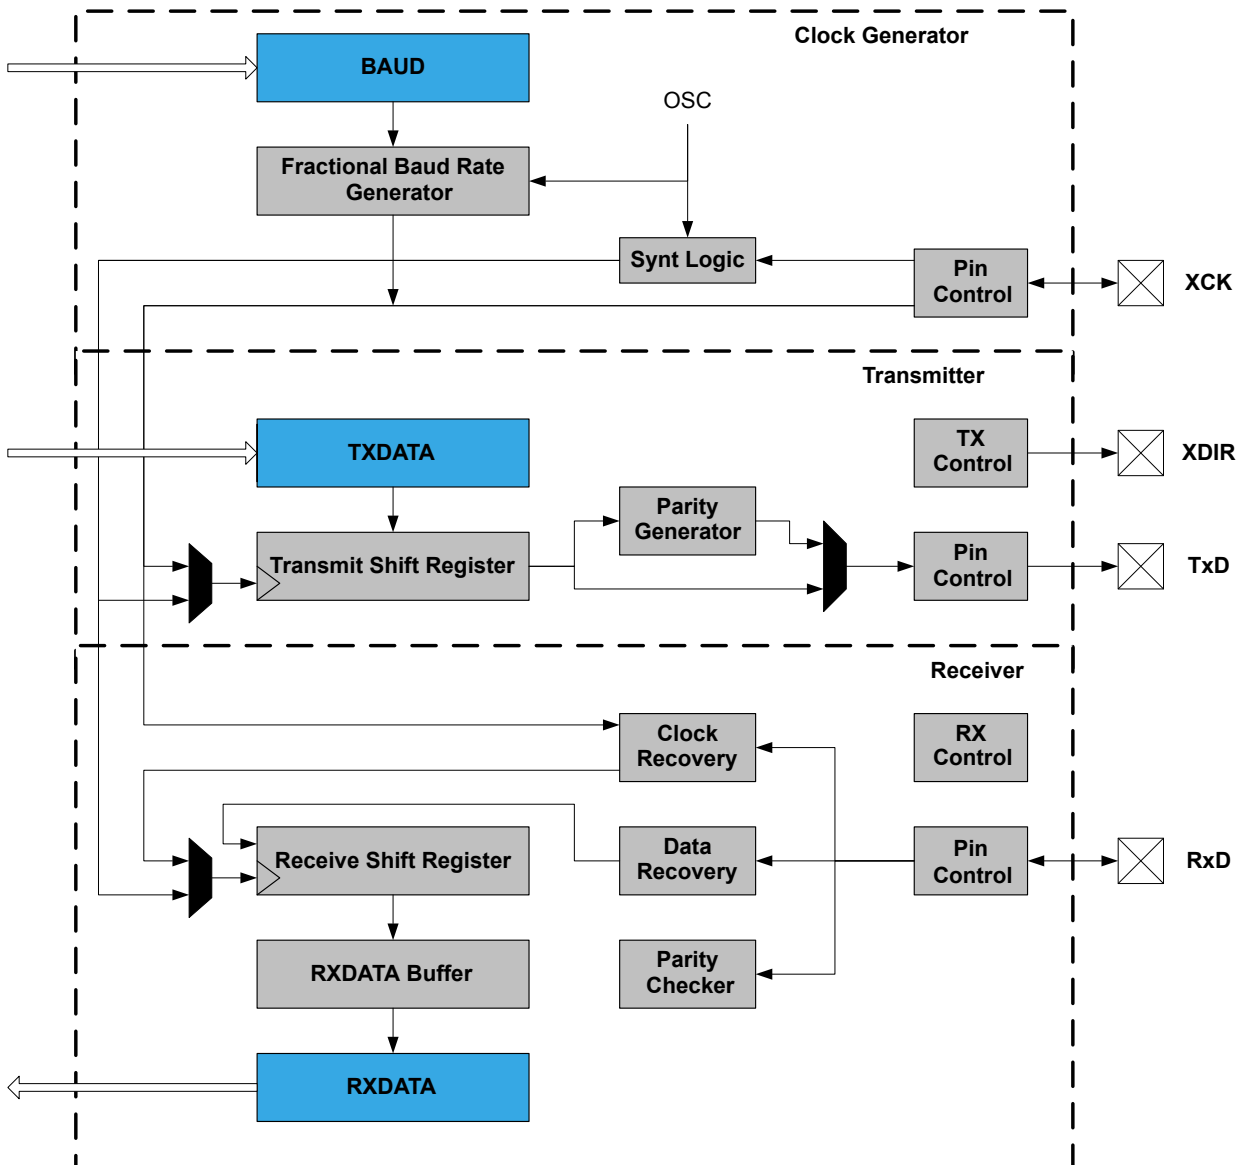 Clock Generator
BAUD
OSC
Fractional Baud Rate
Generator
Synt Logic
Pin
Control
XCK
Transmitter
TXDATA
TX
Control
XDIR
Parity
Generator
Transmit Shift Register
Pin
Control
TxD
Receiver
Clock
Recovery
RX
Control
Receive Shift Register
Data
Recovery
Pin
Control
RxD
RXDATA Buffer
Parity
Checker
RXDATA